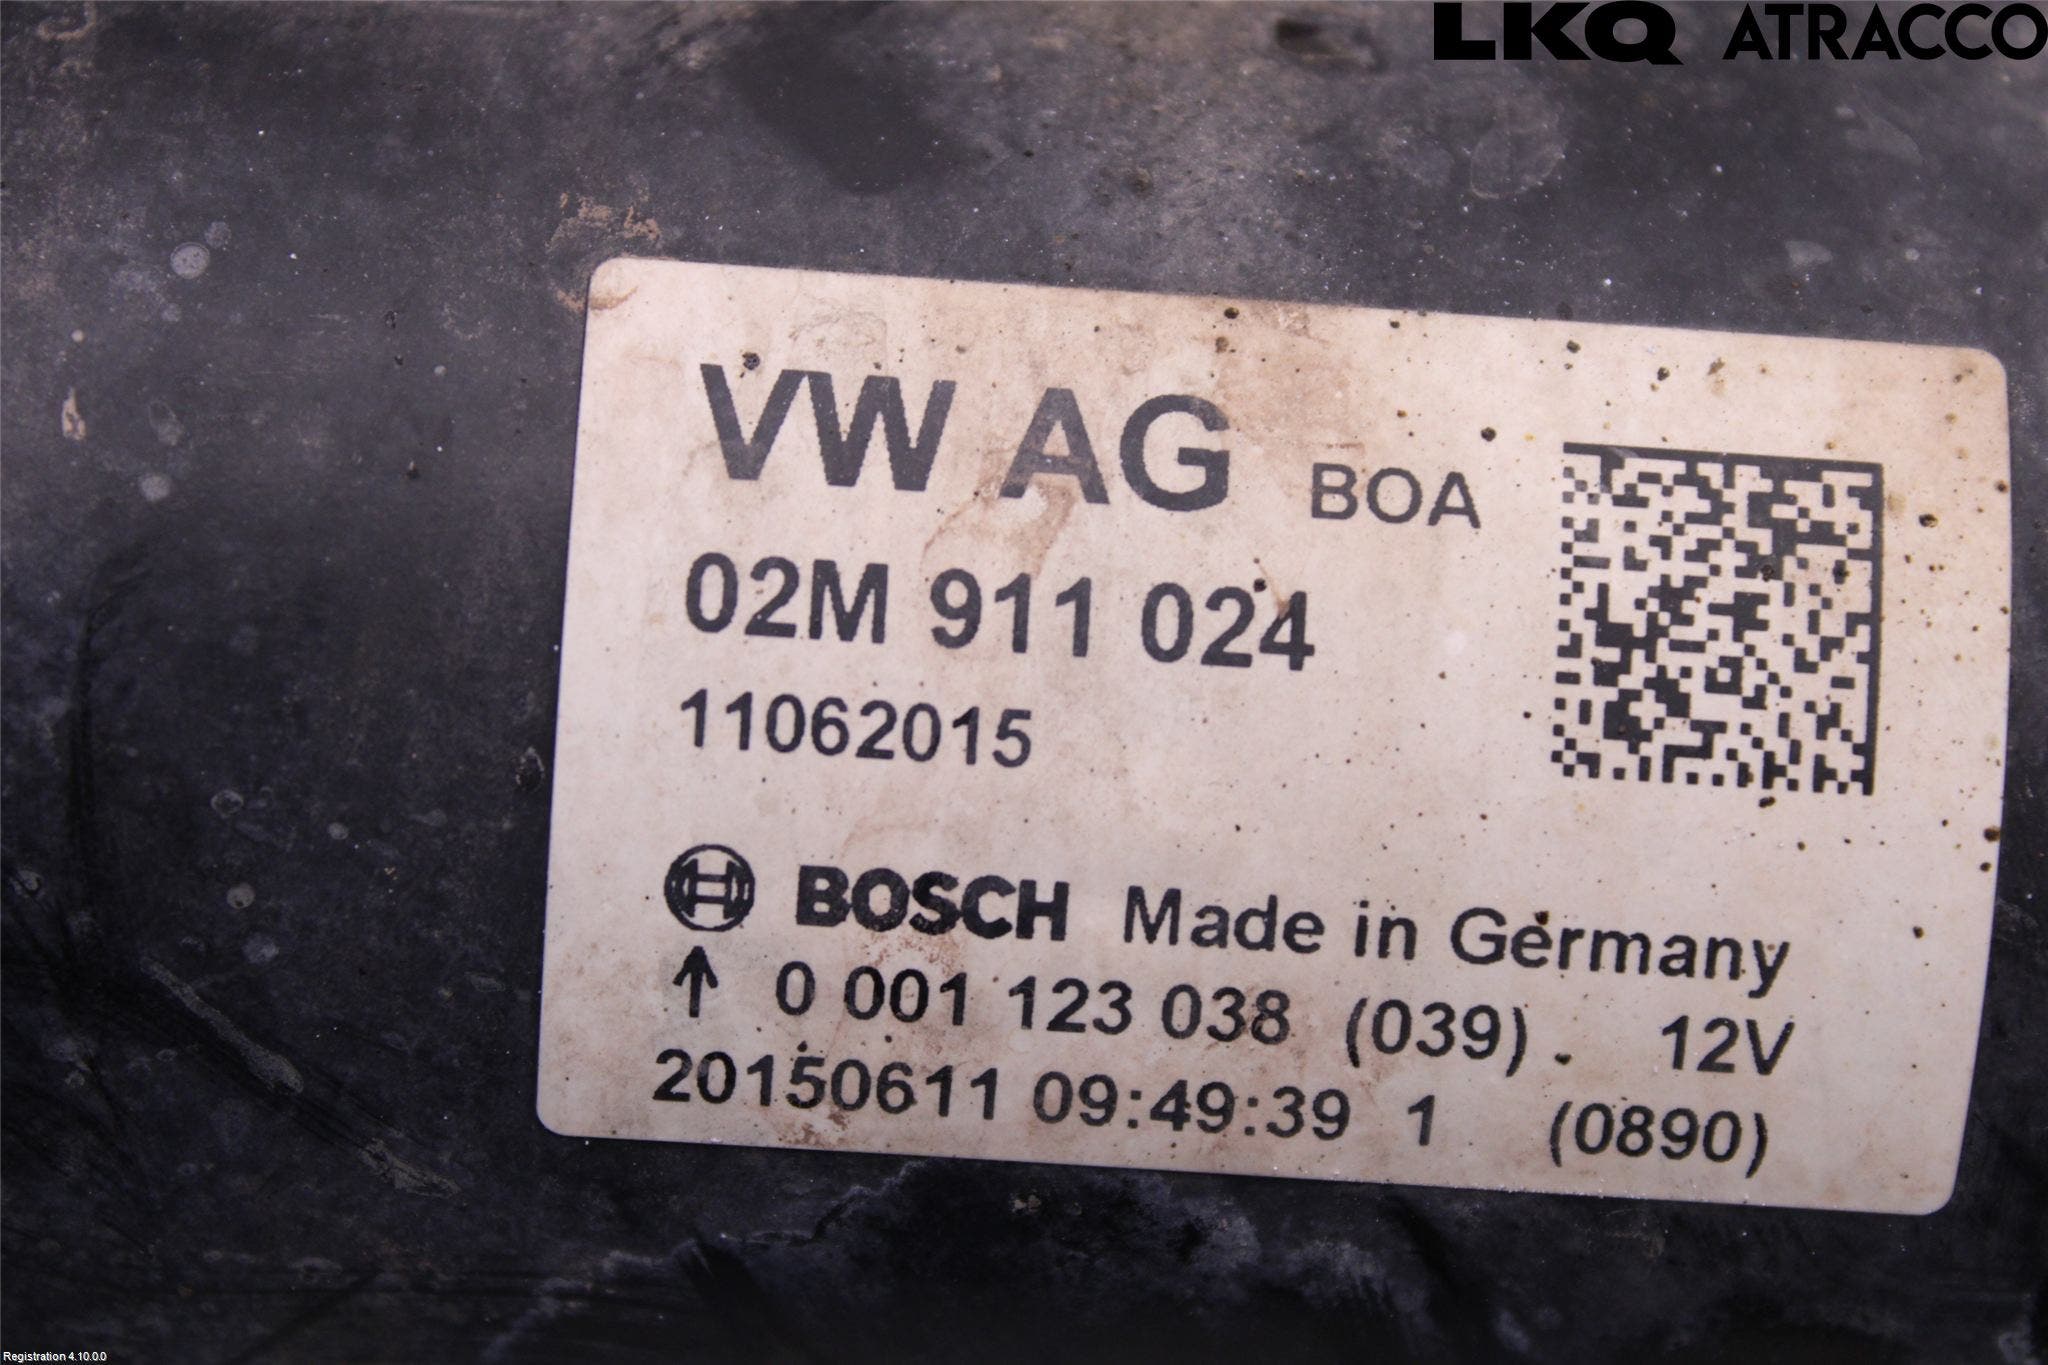 LKQ ATRACCO
VW AG BOA
02M 911 024
11062015
BOSCH Made in Germany
↑ 0 001 123 038 (039) 12V
20150611 09:49:39 1 (0890)
Registration 4.10.0.0